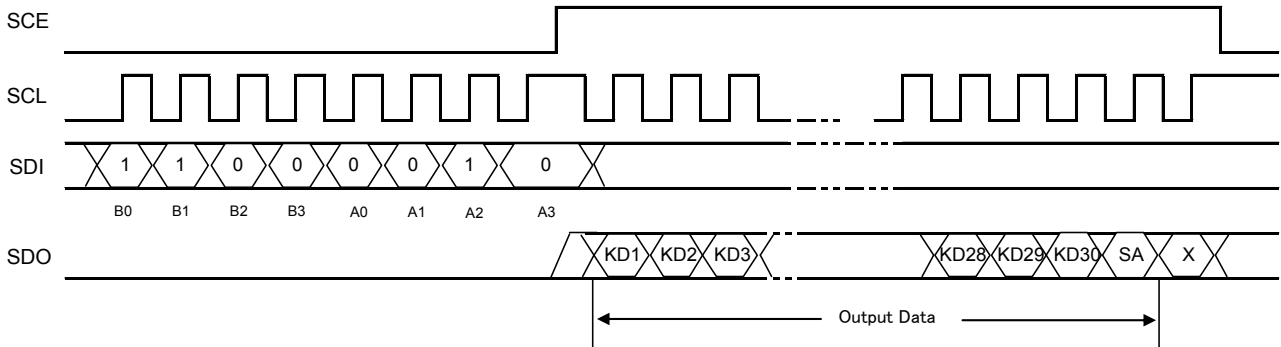 SCE
SCL
SDI 1 1 0 0 0 0 1 0
B0 B1 B2 B3 A0 A1 A2 A3
SDO KD1 KD2 KD3 KD28 KD29 KD30 SA X
Output Data